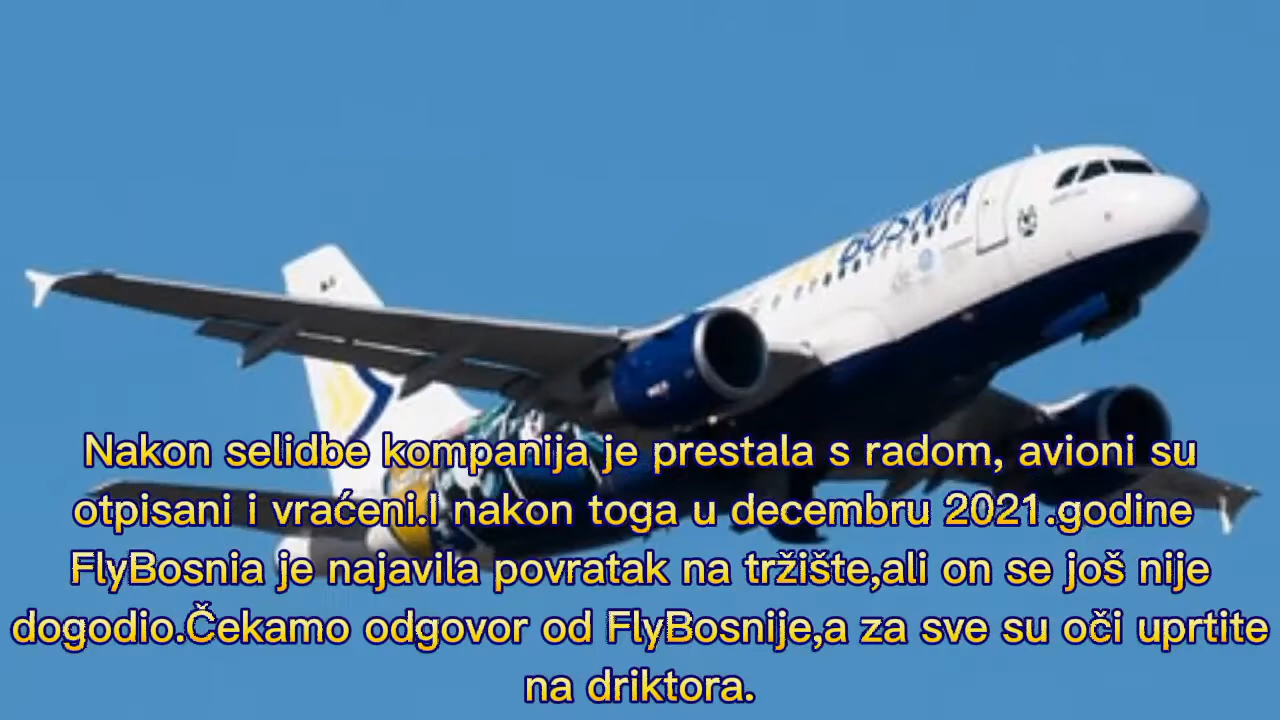 BOSNIA
Nakon selidbe kompanija je prestala s radom, avioni su
otpisani i vraćeni.I nakon toga u decembru 2021.godine
FlyBosnia je najavila povratak na tržište,ali on se još nije
dogodio.Čekamo odgovor od FlyBosnije,a za sve su oči uprtite
na driktora.